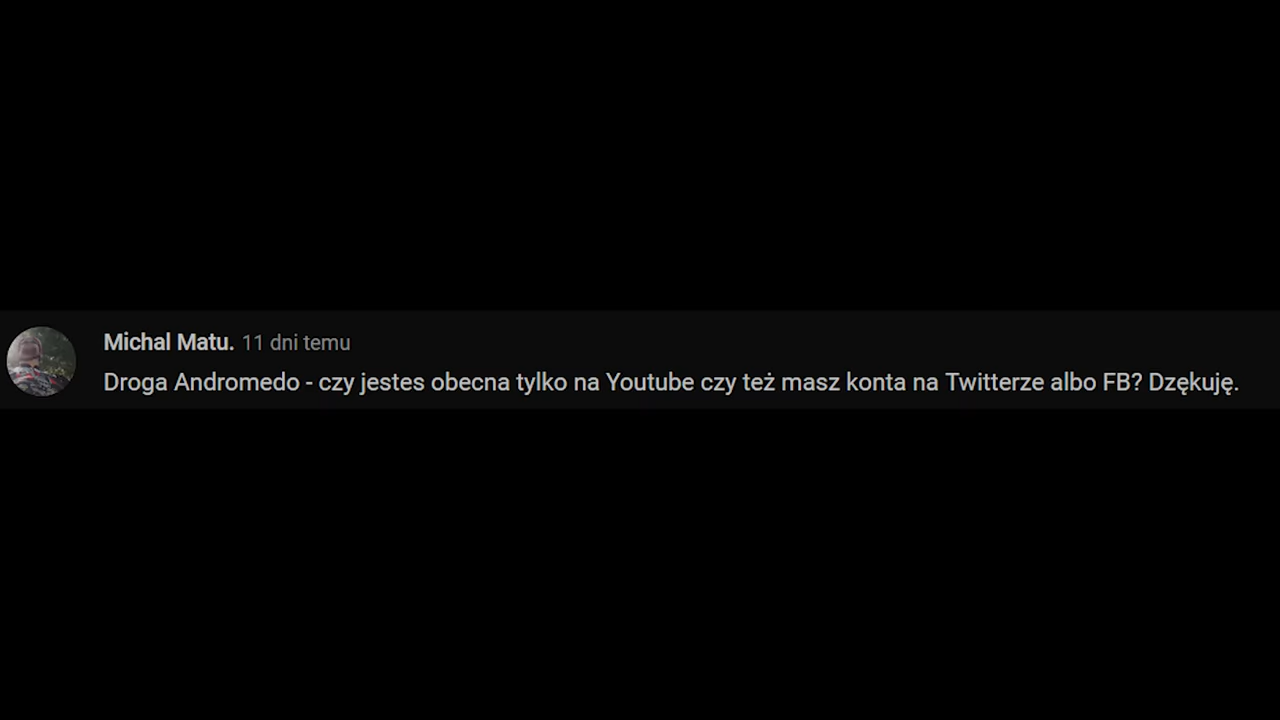 Michal Matu. 11 dni temu
Droga Andromedo - czy jestes obecna tylko na Youtube czy też masz konta na Twitterze albo FB? Dzękuję.